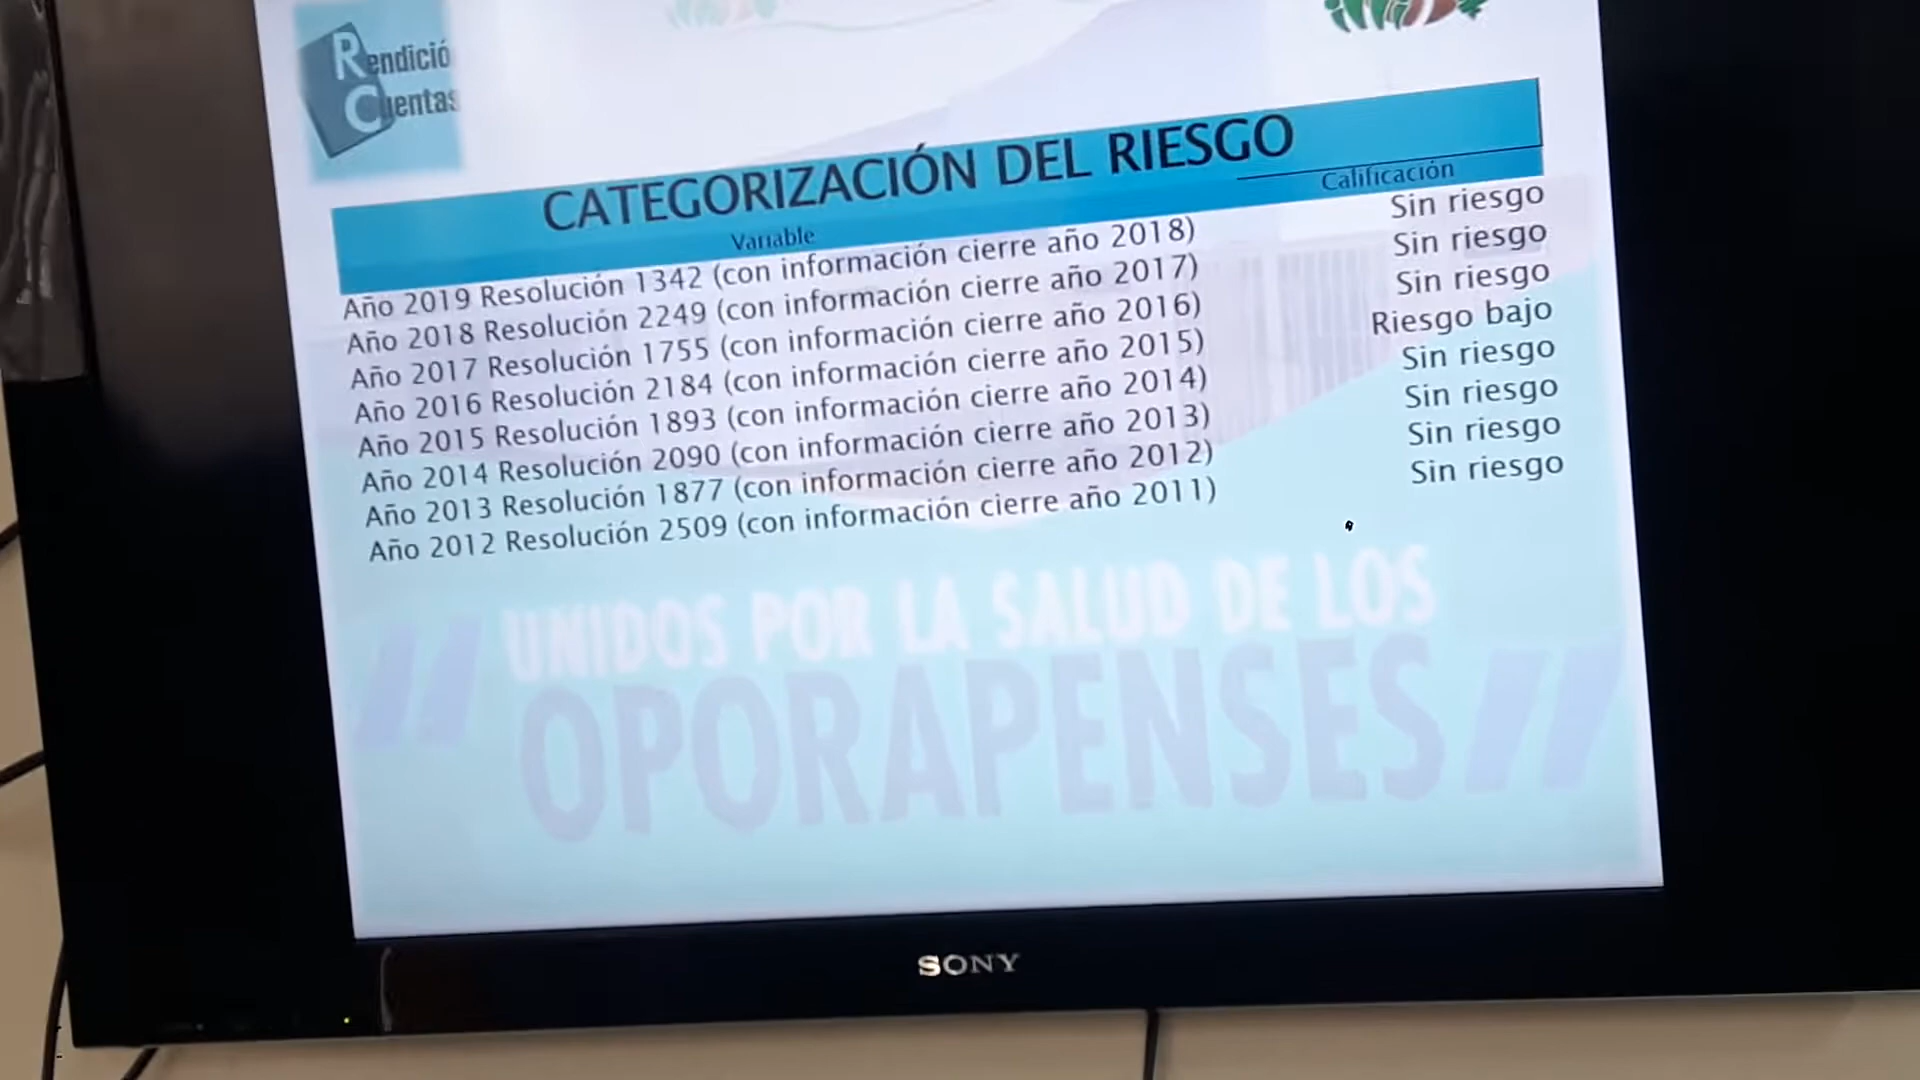 Rendició
Cuentas
CATEGORIZACIÓN DEL RIESGO
Variable Calificación
Año 2019 Resolución 1342 (con información cierre año 2018) Sin riesgo
Año 2018 Resolución 2249 (con información cierre año 2017) Sin riesgo
Año 2017 Resolución 1755 (con información cierre año 2016) Sin riesgo
Año 2016 Resolución 2184 (con información cierre año 2015) Riesgo bajo
Año 2015 Resolución 1893 (con información cierre año 2014) Sin riesgo
Año 2014 Resolución 2090 (con información cierre año 2013) Sin riesgo
Año 2013 Resolución 1877 (con información cierre año 2012) Sin riesgo
Año 2012 Resolución 2509 (con información cierre año 2011) Sin riesgo
"UNIDOS POR LA SALUD DE LOS
OPORAPENSES"
SONY